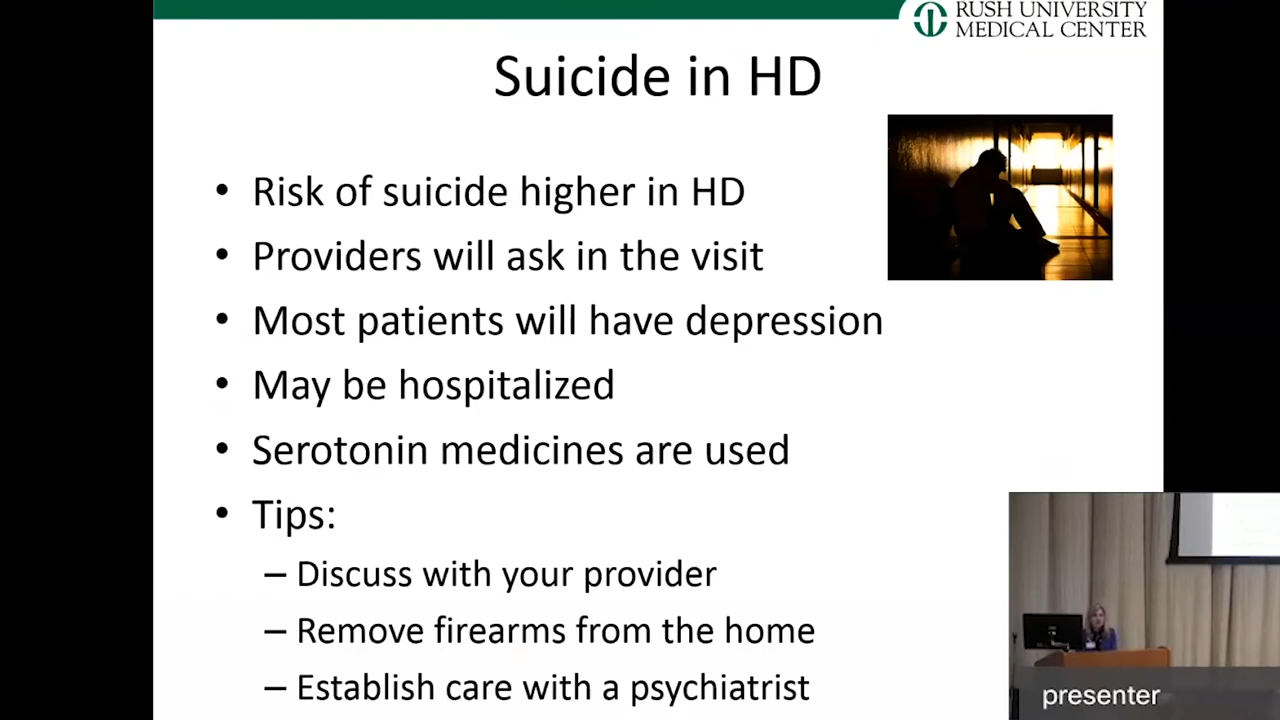 RUSH UNIVERSITY
MEDICAL CENTER
Suicide in HD
• Risk of suicide higher in HD
• Providers will ask in the visit
• Most patients will have depression
• May be hospitalized
• Serotonin medicines are used
• Tips:
– Discuss with your provider
– Remove firearms from the home
– Establish care with a psychiatrist
presenter